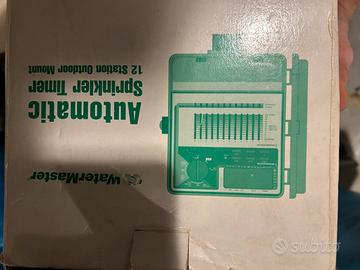 Automatic
Sprinkler Timer
12 Station Outdoor Mount
WaterMaster
subito